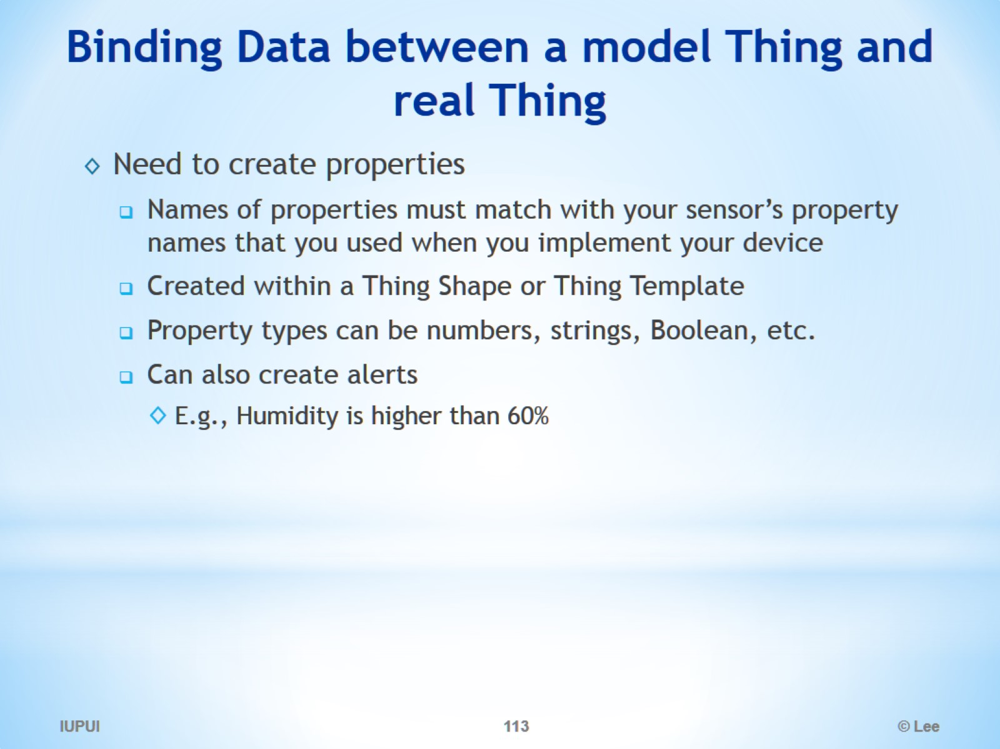 Binding Data between a model Thing and
real Thing
Need to create properties
Names of properties must match with your sensor’s property
names that you used when you implement your device
Created within a Thing Shape or Thing Template
Property types can be numbers, strings, Boolean, etc.
Can also create alerts
E.g., Humidity is higher than 60%
IUPUI 113 © Lee